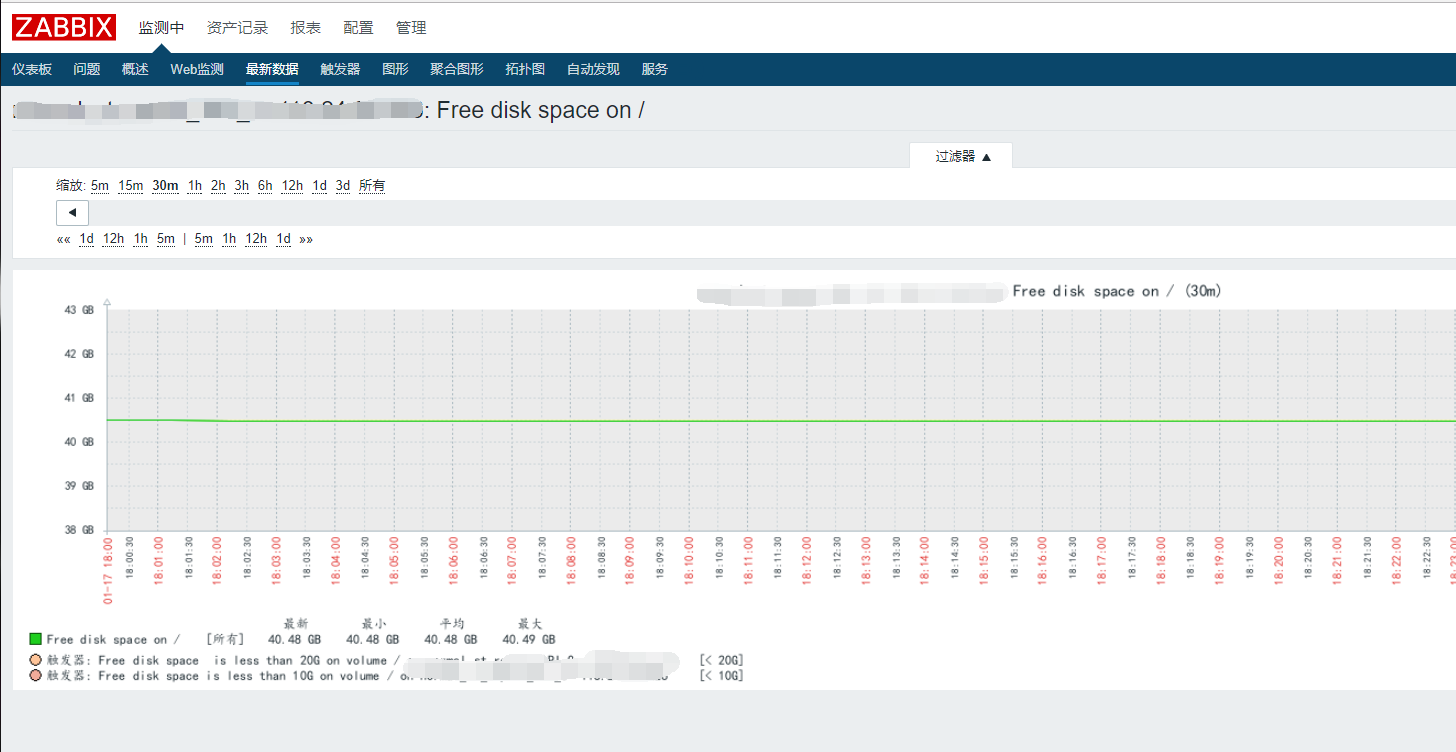 ZABBIX 监测中 资产记录 报表 配置 管理
仪表板 问题 概述 Web监测 最新数据 触发器 图形 聚合图形 拓扑图 自动发现 服务
: Free disk space on /
过滤器 ▲
缩放: 5m 15m 30m 1h 2h 3h 6h 12h 1d 3d 所有
◄
«« 1d 12h 1h 5m | 5m 1h 12h 1d »»
Free disk space on / (30m)
43 GB
42 GB
41 GB
40 GB
39 GB
38 GB
01-17 18:00 18:00:30 18:01:00 18:01:30 18:02:00 18:02:30 18:03:00 18:03:30 18:04:00 18:04:30 18:05:00 18:05:30 18:06:00 18:06:30 18:07:00 18:07:30 18:08:00 18:08:30 18:09:00 18:09:30 18:10:00 18:10:30 18:11:00 18:11:30 18:12:00 18:12:30 18:13:00 18:13:30 18:14:00 18:14:30 18:15:00 18:15:30 18:16:00 18:16:30 18:17:00 18:17:30 18:18:00 18:18:30 18:19:00 18:19:30 18:20:00 18:20:30 18:21:00 18:21:30 18:22:00 18:22:30
最新 最小 平均 最大
Free disk space on / [所有] 40.48 GB 40.48 GB 40.48 GB 40.49 GB
触发器: Free disk space is less than 20G on volume / [< 20G]
触发器: Free disk space is less than 10G on volume / on [< 10G]